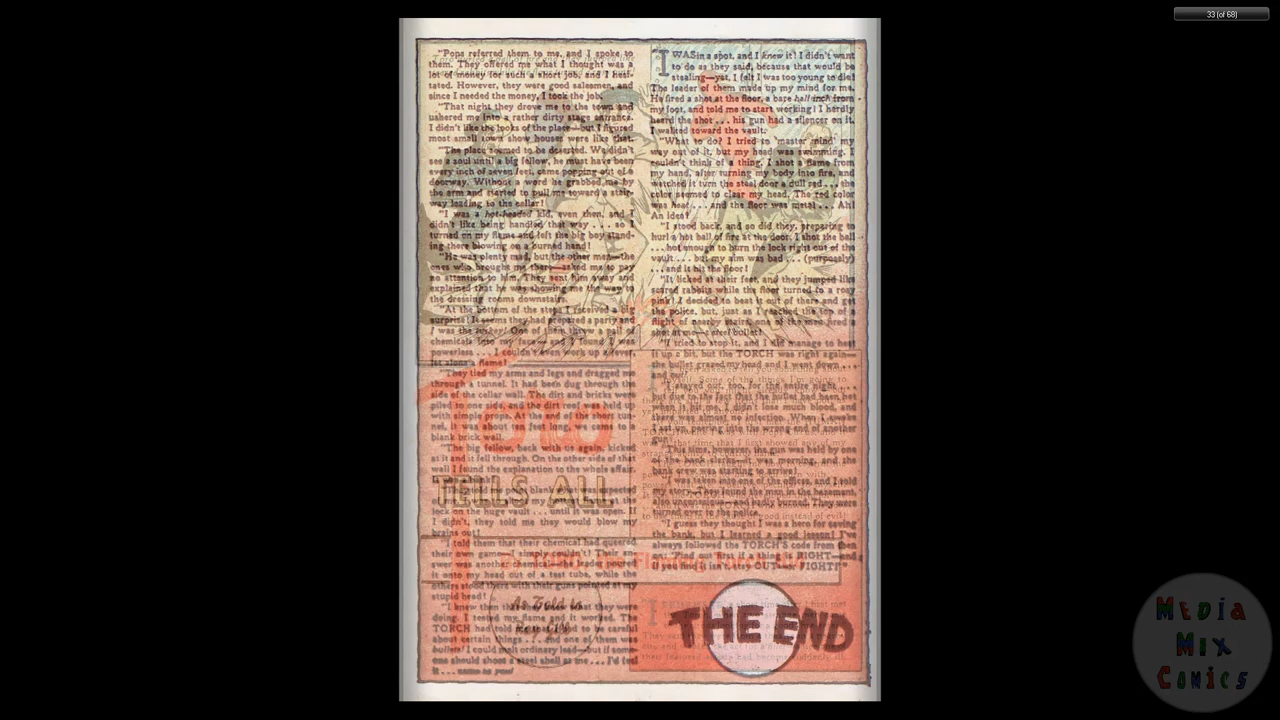 33 (of 68)
"Pops referred them to me, and I spoke to
them. They offered me what I thought was a
lot of money for such a short job, and I hesi-
tated. However, they were good salesmen, and
since I needed the money, I took the job.
"That night they drove me to the town and
ushered me into a rather dirty stage entrance.
I didn't like the looks of the place—but I figured
most small town show houses were like that.
"The place seemed to be deserted. We didn't
see a soul until a big fellow, he must have been
every inch of seven feet, came popping out of a
doorway. Without a word he grabbed me by
the arm and started to pull me toward a stair-
way leading to the cellar!
"I was a hot-headed kid, even then, and I
didn't like being handled that way . . . so I
turned on my flame and left the big boy stand-
ing there blowing on a burned hand!
"He was plenty mad, but the other men—the
ones who brought me there—asked me to pay
no attention to him. They sent him away and
explained that he was showing me the way to
the dressing rooms downstairs.
"At the bottom of the steps I received a big
surprise! It seems they had prepared a party and
I was the turkey! One of them threw a pail of
chemicals into my face—and I found I was
powerless . . . I couldn't even work up a fever,
let alone a flame!
"They tied my arms and legs and dragged me
through a tunnel. It had been dug through the
side of the cellar wall. The dirt and bricks were
piled to one side, and the dirt roof was held up
with simple props. At the end of the short tun-
nel, it was about six feet long, we came to a
blank brick wall.
"The big fellow, back with us again, kicked
at it and it fell through. On the other side of that
wall I found the explanation to the whole affair.
TELLS ALL
lock on the huge vault . . . until it was open. If
I didn't, they told me they would blow my
brains out!
"I told them that their chemical had queered
their own game—I simply couldn't! Their an-
swer was another chemical—the leader poured
it onto my head out of a test tube, while the
others stood there with their guns pointed at my
stupid head!
As Told to
"I knew then that they were
doing. I tested my flame and it worked. The
TORCH had told me to be careful
about certain things . . . and one of them was
bullets! I could melt ordinary lead—but if some
one should shoot a steel shell at me . . . I'd feel
it . . .
I WAS in a spot, and I knew it! I didn't want
to do as they said, because that would be
stealing—yet, I felt I was too young to die!
The leader of them made up my mind for me.
He fired a shot at the floor, a bare half inch from
my foot, and told me to start working! I hardly
heard the shot . . . his gun had a silencer on it.
I walked toward the vault.
"What to do? I tried to 'master mind' my
way out of it, but my head was swimming. I
couldn't think of a thing. I shot a flame from
my hand, after turning my body into fire, and
watched it turn the steel door a dull red . . . the
color seemed to clear my head. The red color
was heat . . . and the floor was metal . . . Ah!
An idea!
"I stood back, and so did they, preparing to
hurl a hot ball of fire at the door. I shot the ball
. . . hot enough to burn the lock right out of the
vault . . . but my aim was bad . . . (purposely)
. . . and it hit the floor!
"It licked at their feet, and they jumped like
scared rabbits while the floor turned to a rosy
pink! I decided to beat it out of there and get
the police, but, just as I reached the top of a
flight of nearby stairs, one of the men fired a
shot at me—a steel bullet!
"I tried to stop it, and I did manage to heat
it up a bit, but the TORCH was right again—
the bullet grazed my head and I went down . . .
and out!
"I stayed out, too, for the entire night . . .
but due to the fact that the bullet had been hot
when it hit me, I didn't lose much blood, and
there was almost no infection. When I awoke
I sat up, peering into the wrong end of another
gun!
"This time, however, the gun was held by one
of the bank clerks—it was morning, and the
bank crew was starting to arrive!
"I was taken into one of the offices, and I told
my story. They found the men in the basement,
also unconscious—and badly burned. They were
turned over to the police.
"I guess they thought I was a hero for saving
the bank, but I learned a good lesson! I've
always followed the TORCH'S code from then
on: "Find out first if a thing is RIGHT—and
if you find it isn't, stay OUT—or FIGHT!"
THE END
MEDIA
MIX
COMICS